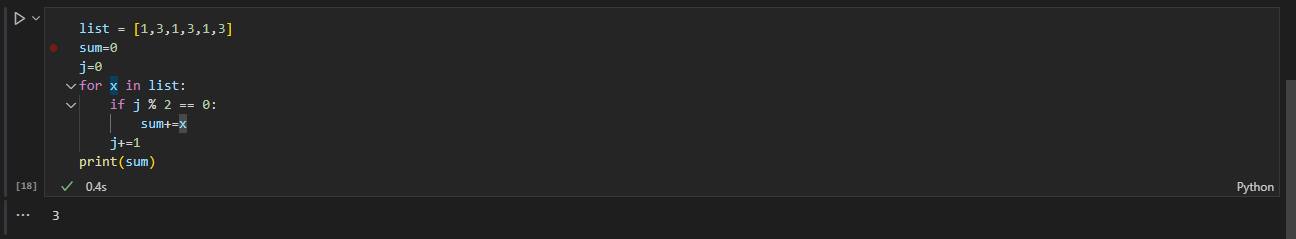 list = [1,3,1,3,1,3]
sum=0
j=0
for x in list:
    if j % 2 == 0:
        sum+=x
    j+=1
print(sum)
[18]
0.4s
Python
...
3